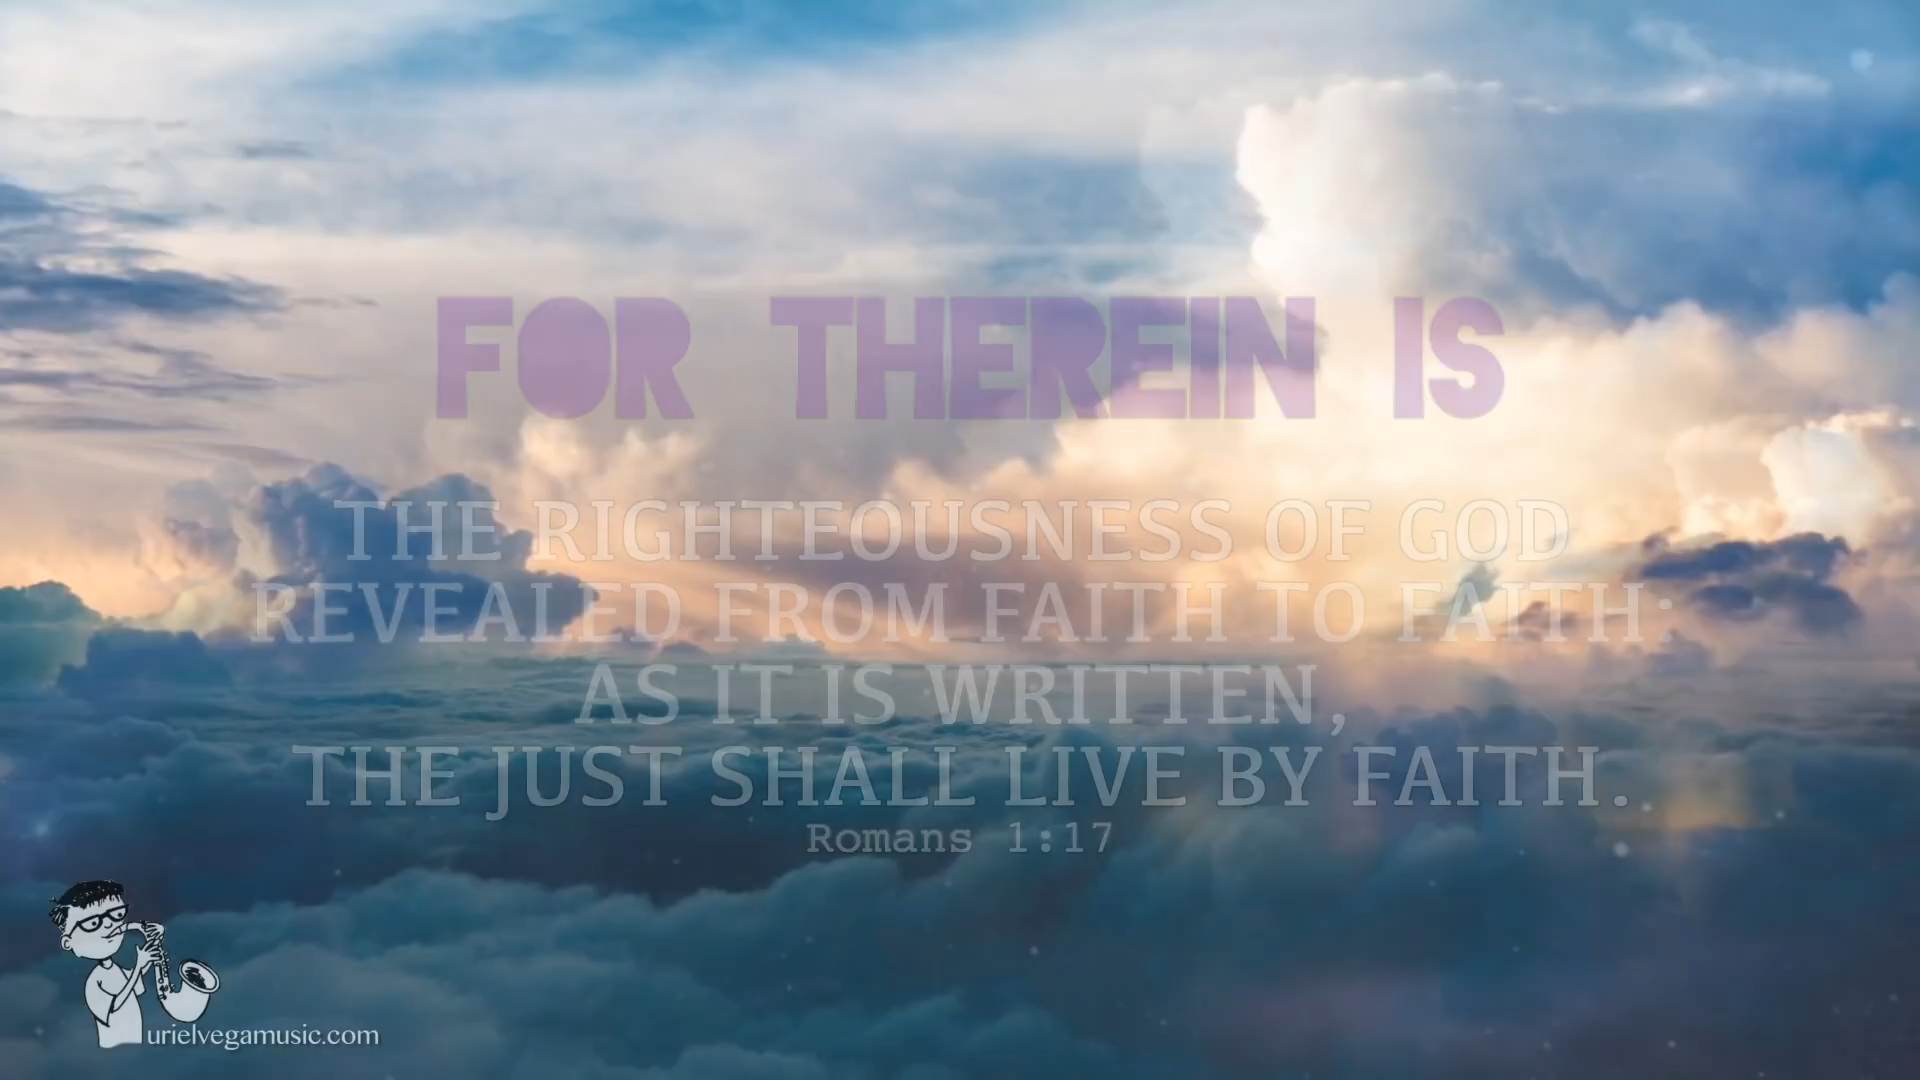 FOR THEREIN IS
THE RIGHTEOUSNESS OF GOD
REVEALED FROM FAITH TO FAITH:
AS IT IS WRITTEN,
THE JUST SHALL LIVE BY FAITH.
Romans 1:17
urielvegamusic.com